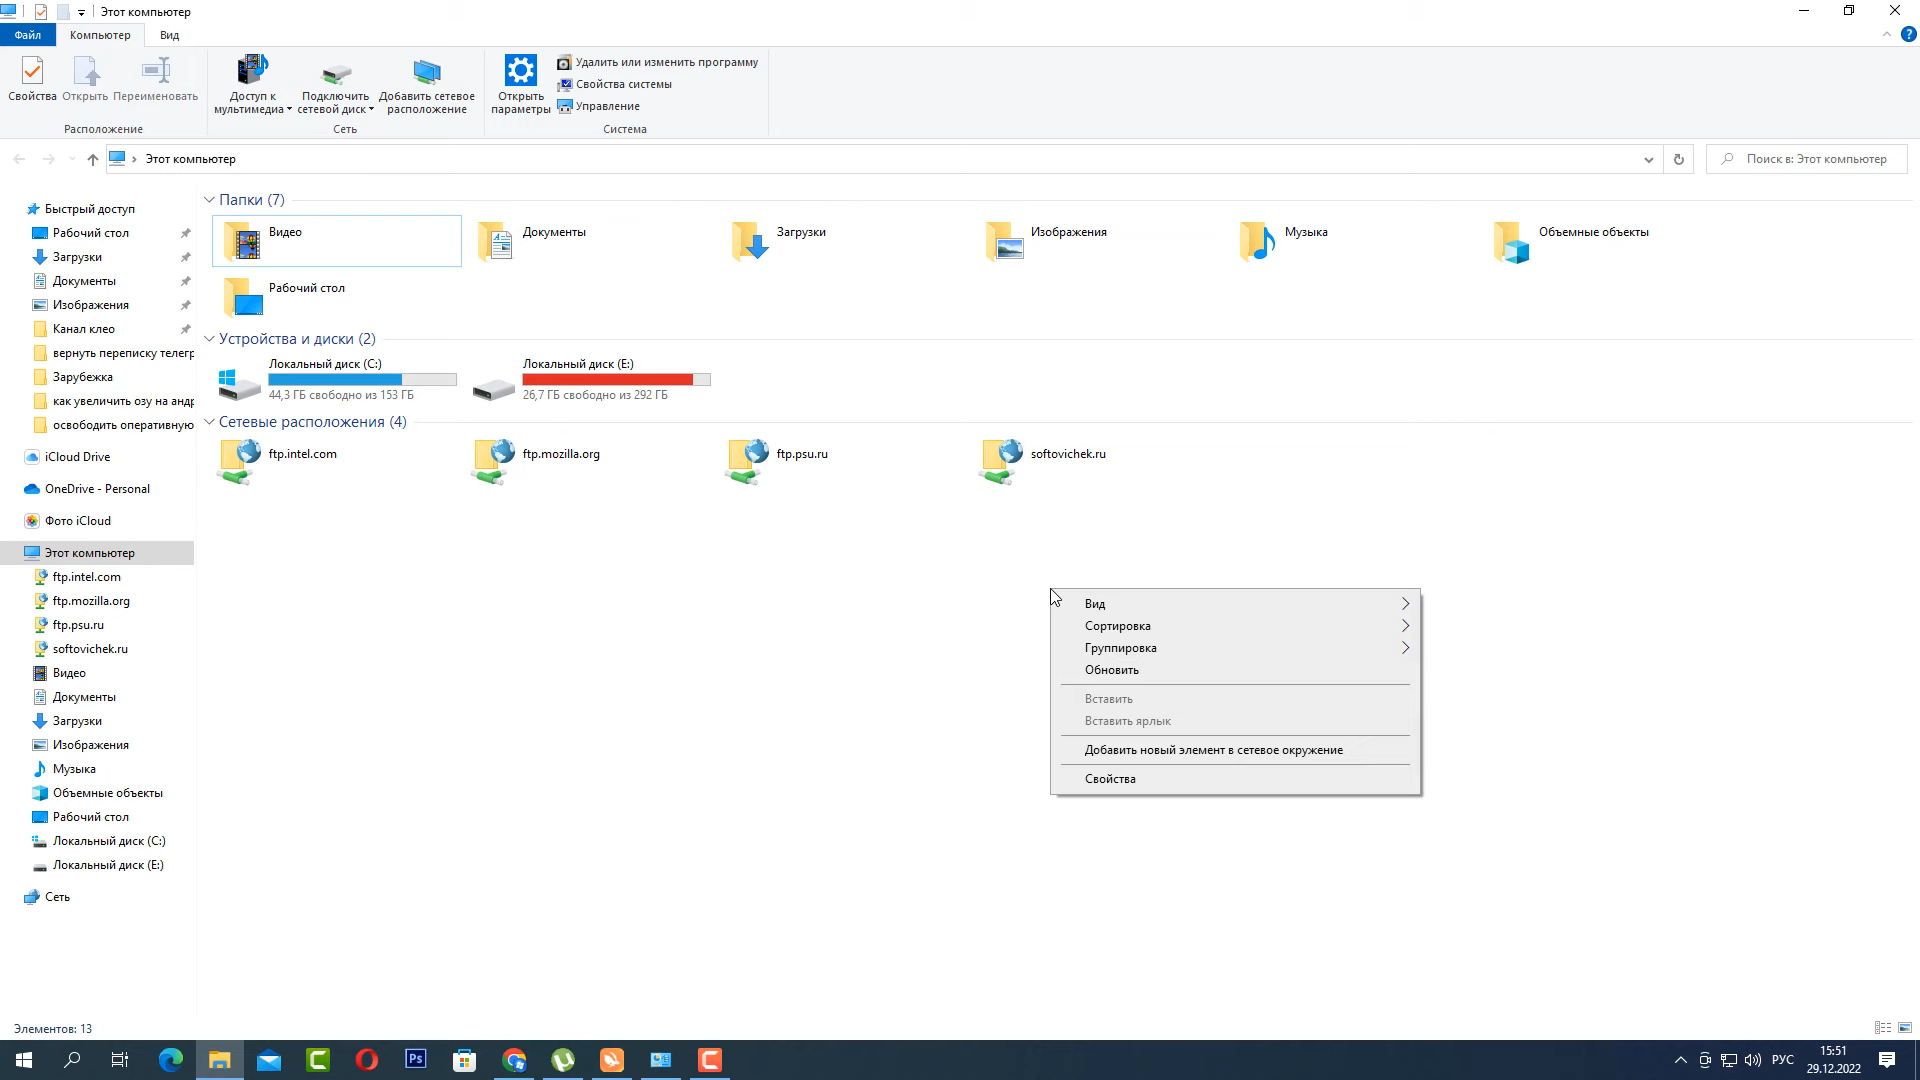 Этот компьютер
Файл
Компьютер
Вид
Свойства
Открыть
Переименовать
Расположение
Доступ к
мультимедиа
Подключить
сетевой диск
Добавить сетевое
расположение
Сеть
Открыть
параметры
Удалить или изменить программу
Свойства системы
Управление
Система
Этот компьютер
Поиск в: Этот компьютер
Быстрый доступ
Рабочий стол
Загрузки
Документы
Изображения
Канал клео
вернуть переписку телегр
Зарубежка
как увеличить озу на андр
освободить оперативную
iCloud Drive
OneDrive - Personal
Фото iCloud
Этот компьютер
ftp.intel.com
ftp.mozilla.org
ftp.psu.ru
softovichek.ru
Видео
Документы
Загрузки
Изображения
Музыка
Объемные объекты
Рабочий стол
Локальный диск (C:)
Локальный диск (E:)
Сеть
Папки (7)
Видео
Документы
Загрузки
Изображения
Музыка
Объемные объекты
Рабочий стол
Устройства и диски (2)
Локальный диск (C:)
44,3 ГБ свободно из 153 ГБ
Локальный диск (E:)
26,7 ГБ свободно из 292 ГБ
Сетевые расположения (4)
ftp.intel.com
ftp.mozilla.org
ftp.psu.ru
softovichek.ru
Вид
Сортировка
Группировка
Обновить
Вставить
Вставить ярлык
Добавить новый элемент в сетевое окружение
Свойства
Элементов: 13
Ps
РУС
15:51
29.12.2022